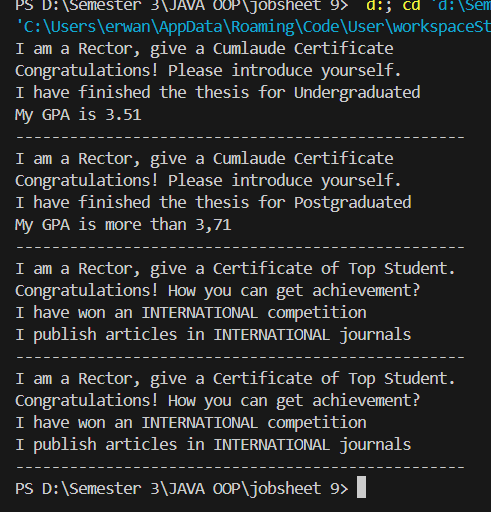 PS D:\Semester 3\JAVA OOP\jobsheet 9>  d:; cd 'd:\Sem
'C:\Users\erwan\AppData\Roaming\Code\User\workspaceSt
I am a Rector, give a Cumlaude Certificate
Congratulations! Please introduce yourself.
I have finished the thesis for Undergraduated
My GPA is 3.51
---------------------------------------------
I am a Rector, give a Cumlaude Certificate
Congratulations! Please introduce yourself.
I have finished the thesis for Postgraduated
My GPA is more than 3,71
---------------------------------------------
I am a Rector, give a Certificate of Top Student.
Congratulations! How you can get achievement?
I have won an INTERNATIONAL competition
I publish articles in INTERNATIONAL journals
---------------------------------------------
I am a Rector, give a Certificate of Top Student.
Congratulations! How you can get achievement?
I have won an INTERNATIONAL competition
I publish articles in INTERNATIONAL journals
---------------------------------------------
PS D:\Semester 3\JAVA OOP\jobsheet 9>